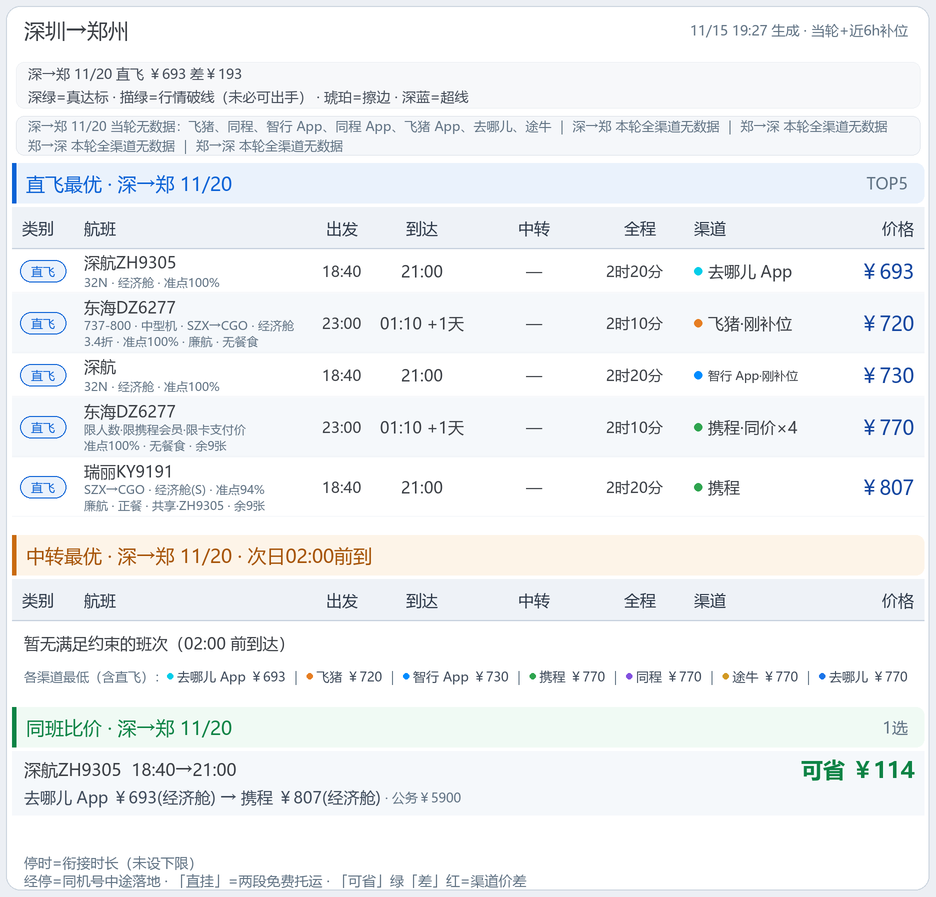 深圳→郑州
11/15 19:27 生成 · 当轮+近6h补位
深→郑 11/20 直飞 ￥693 差￥193
深绿=真达标 · 描绿=行情破线（未必可出手） · 琥珀=擦边 · 深蓝=超线
深→郑 11/20 当轮无数据：飞猪、同程、智行 App、同程 App、飞猪 App、去哪儿、途牛 ｜ 深→郑 本轮全渠道无数据 ｜ 郑→深 本轮全渠道无数据
郑→深 本轮全渠道无数据 ｜ 郑→深 本轮全渠道无数据
直飞最优 · 深→郑 11/20 TOP5
类别 航班 出发 到达 中转 全程 渠道 价格
直飞 深航ZH9305 18:40 21:00 — 2时20分 去哪儿 App ￥693
32N · 经济舱 · 准点100%
直飞 东海DZ6277 23:00 01:10 +1天 — 2时10分 飞猪·刚补位 ￥720
737-800 · 中型机 · SZX→CGO · 经济舱
3.4折 · 准点100% · 廉航 · 无餐食
直飞 深航 18:40 21:00 — 2时20分 智行 App·刚补位 ￥730
32N · 经济舱 · 准点100%
直飞 东海DZ6277 23:00 01:10 +1天 — 2时10分 携程·同价×4 ￥770
限人数·限携程会员·限卡支付价
准点100% · 无餐食 · 余9张
直飞 瑞丽KY9191 18:40 21:00 — 2时20分 携程 ￥807
SZX→CGO · 经济舱(S) · 准点94%
廉航 · 正餐 · 共享·ZH9305 · 余9张
中转最优 · 深→郑 11/20 · 次日02:00前到
类别 航班 出发 到达 中转 全程 渠道 价格
暂无满足约束的班次（02:00 前到达）
各渠道最低（含直飞）: 去哪儿 App ￥693 ｜ 飞猪 ￥720 ｜ 智行 App ￥730 ｜ 携程 ￥770 ｜ 同程 ￥770 ｜ 途牛 ￥770 ｜ 去哪儿 ￥770
同班比价 · 深→郑 11/20 1选
深航ZH9305 18:40→21:00 可省 ￥114
去哪儿 App ￥693(经济舱) → 携程 ￥807(经济舱) · 公务￥5900
停时=衔接时长（未设下限）
经停=同机号中途落地 · 「直挂」=两段免费托运 · 「可省」绿「差」红=渠道价差